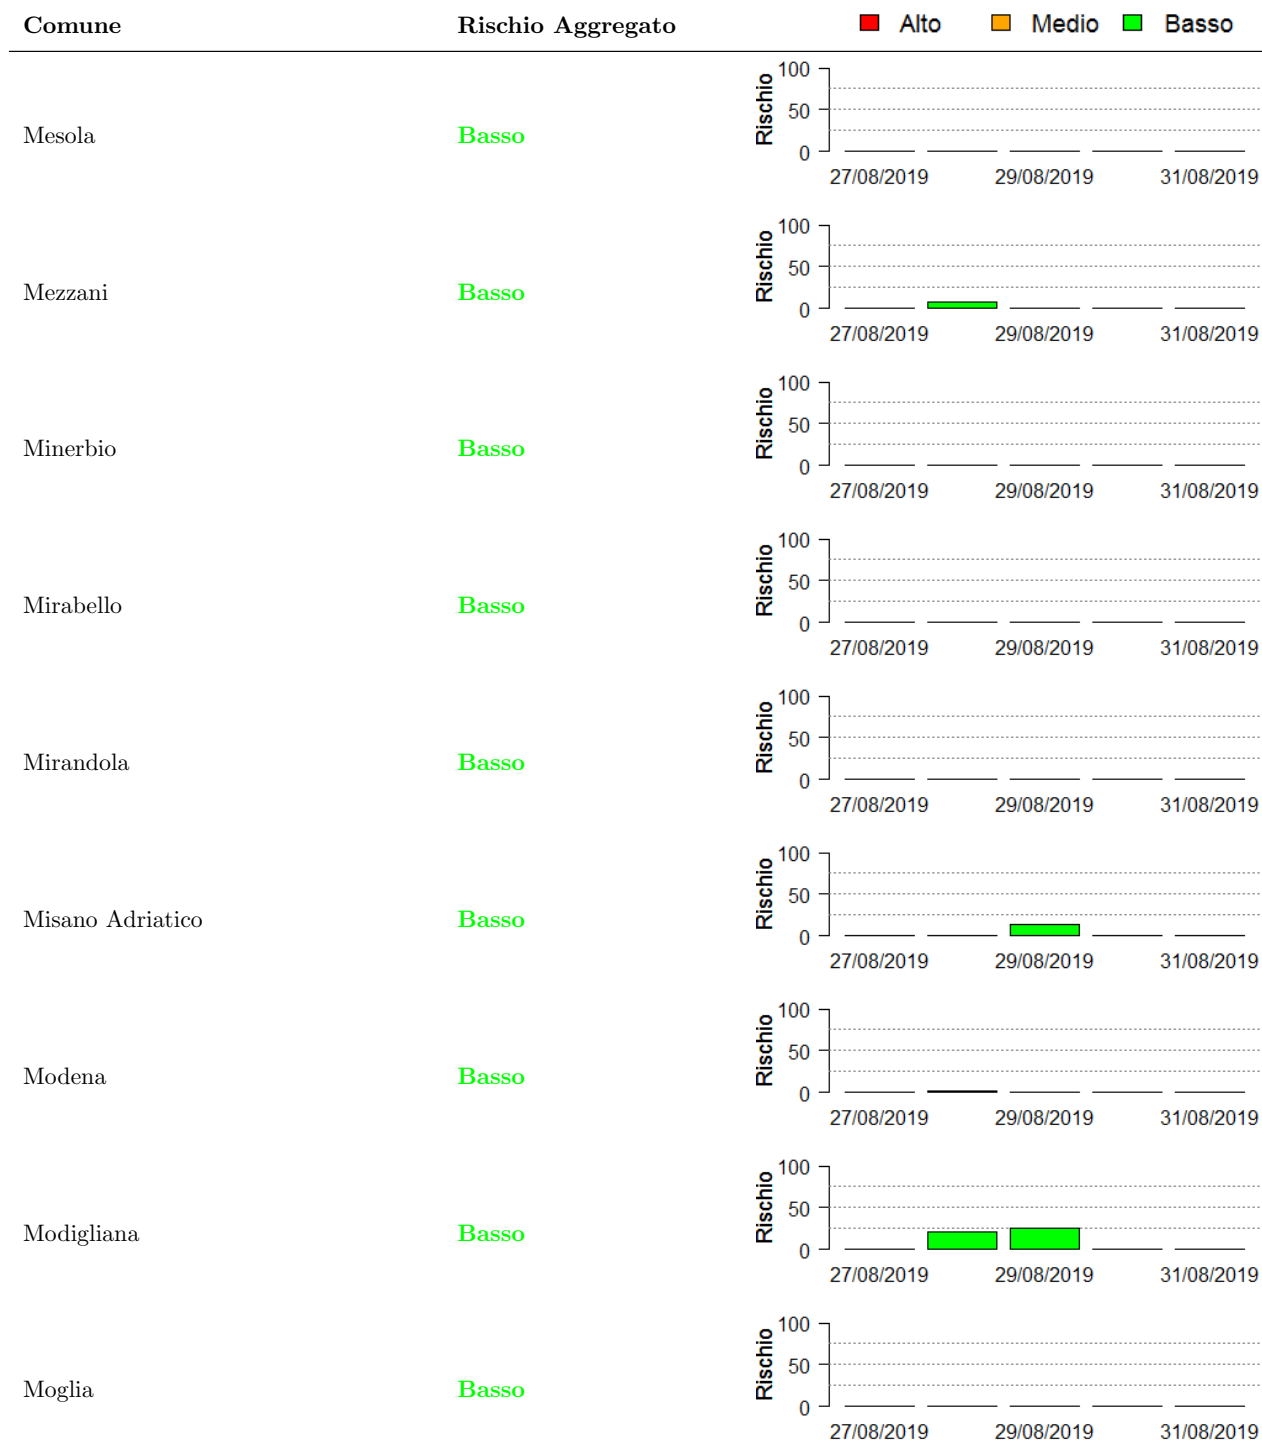 Comune Rischio Aggregato Alto Medio Basso
100
50
0
Rischio
Mesola Basso
27/08/2019 29/08/2019 31/08/2019
100
50
0
Rischio
Mezzani Basso
27/08/2019 29/08/2019 31/08/2019
100
50
0
Rischio
Minerbio Basso
27/08/2019 29/08/2019 31/08/2019
100
50
0
Rischio
Mirabello Basso
27/08/2019 29/08/2019 31/08/2019
100
50
0
Rischio
Mirandola Basso
27/08/2019 29/08/2019 31/08/2019
100
50
0
Rischio
Misano Adriatico Basso
27/08/2019 29/08/2019 31/08/2019
100
50
0
Rischio
Modena Basso
27/08/2019 29/08/2019 31/08/2019
100
50
0
Rischio
Modigliana Basso
27/08/2019 29/08/2019 31/08/2019
100
50
0
Rischio
Moglia Basso
27/08/2019 29/08/2019 31/08/2019